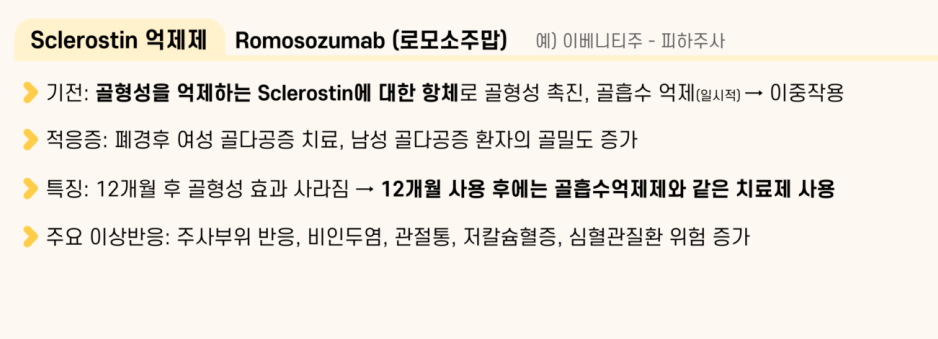 Sclerostin 억제제 Romosozumab (로모소주맙) 예) 이베니티주 - 피하주사
기전: 골형성을 억제하는 Sclerostin에 대한 항체로 골형성 촉진, 골흡수 억제(일시적) → 이중작용
적응증: 폐경후 여성 골다공증 치료, 남성 골다공증 환자의 골밀도 증가
특징: 12개월 후 골형성 효과 사라짐 → 12개월 사용 후에는 골흡수억제제와 같은 치료제 사용
주요 이상반응: 주사부위 반응, 비인두염, 관절통, 저칼슘혈증, 심혈관질환 위험 증가